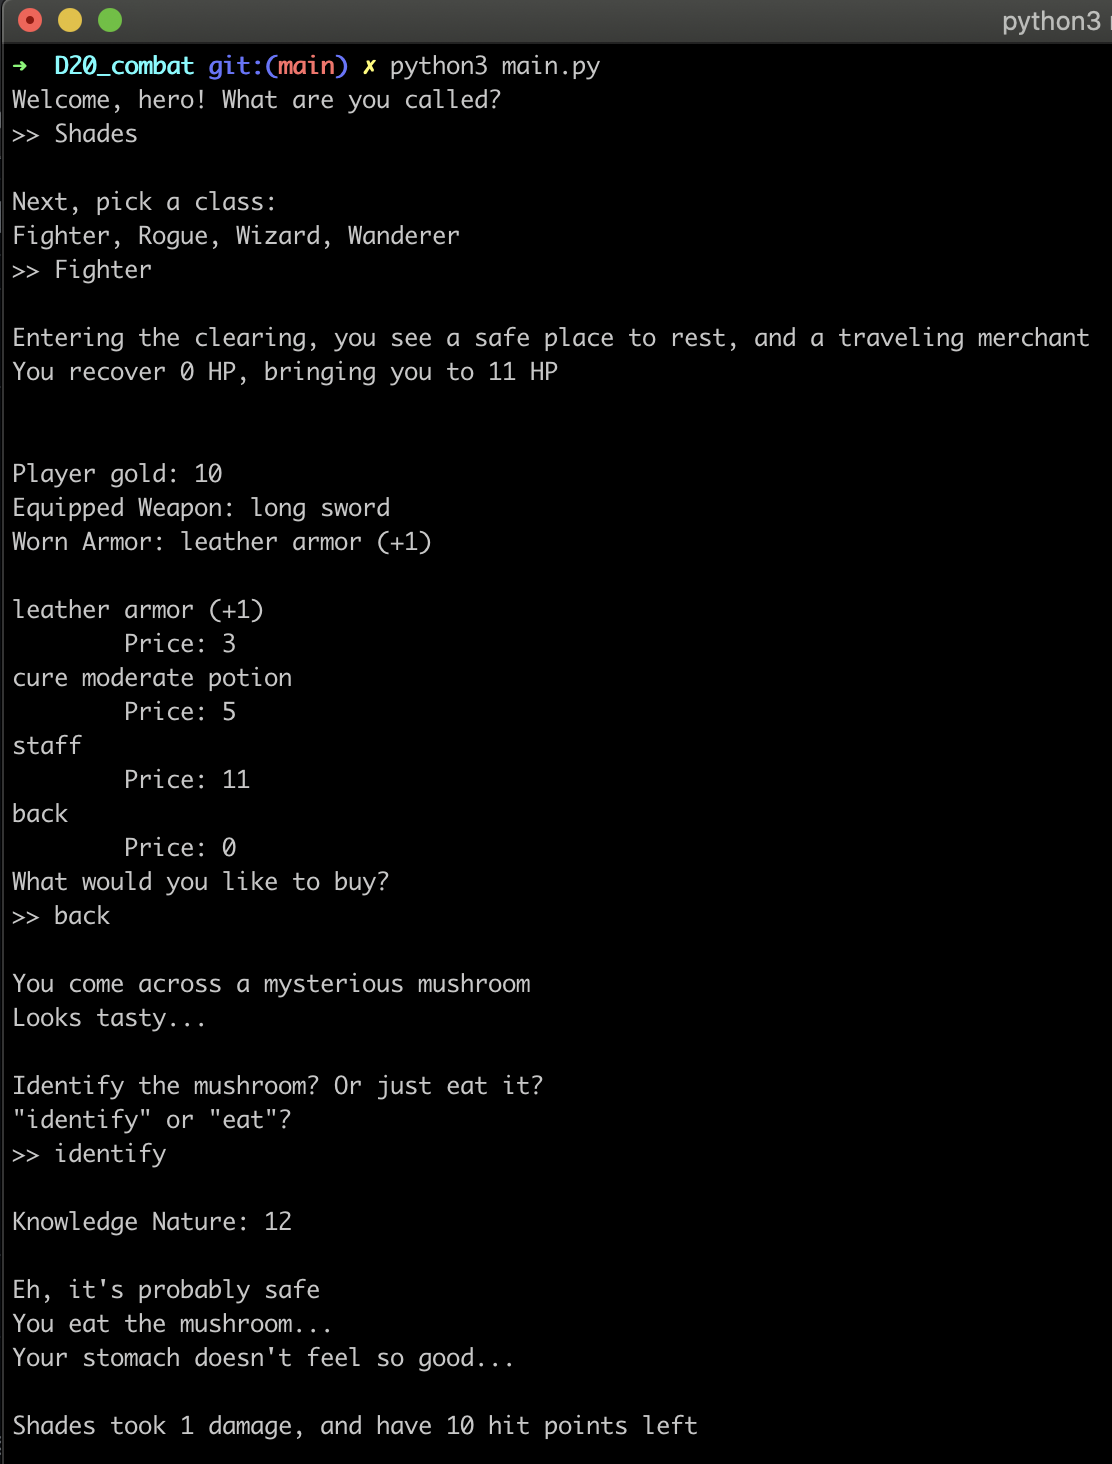 python3
➜  D20_combat git:(main) ✗ python3 main.py
Welcome, hero! What are you called?
>> Shades

Next, pick a class:
Fighter, Rogue, Wizard, Wanderer
>> Fighter

Entering the clearing, you see a safe place to rest, and a traveling merchant
You recover 0 HP, bringing you to 11 HP


Player gold: 10
Equipped Weapon: long sword
Worn Armor: leather armor (+1)

leather armor (+1)
        Price: 3
cure moderate potion
        Price: 5
staff
        Price: 11
back
        Price: 0
What would you like to buy?
>> back

You come across a mysterious mushroom
Looks tasty...

Identify the mushroom? Or just eat it?
"identify" or "eat"?
>> identify

Knowledge Nature: 12

Eh, it's probably safe
You eat the mushroom...
Your stomach doesn't feel so good...

Shades took 1 damage, and have 10 hit points left